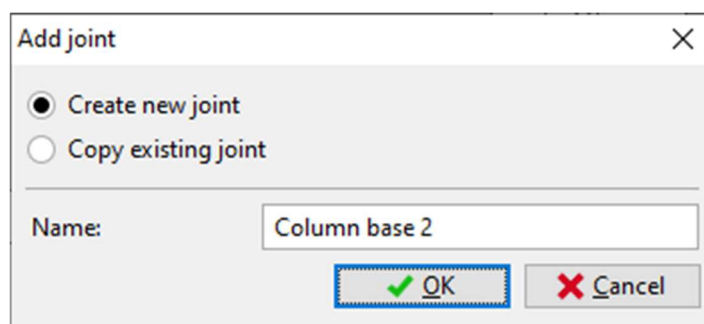 Add joint
Create new joint
Copy existing joint
Name: Column base 2
OK Cancel